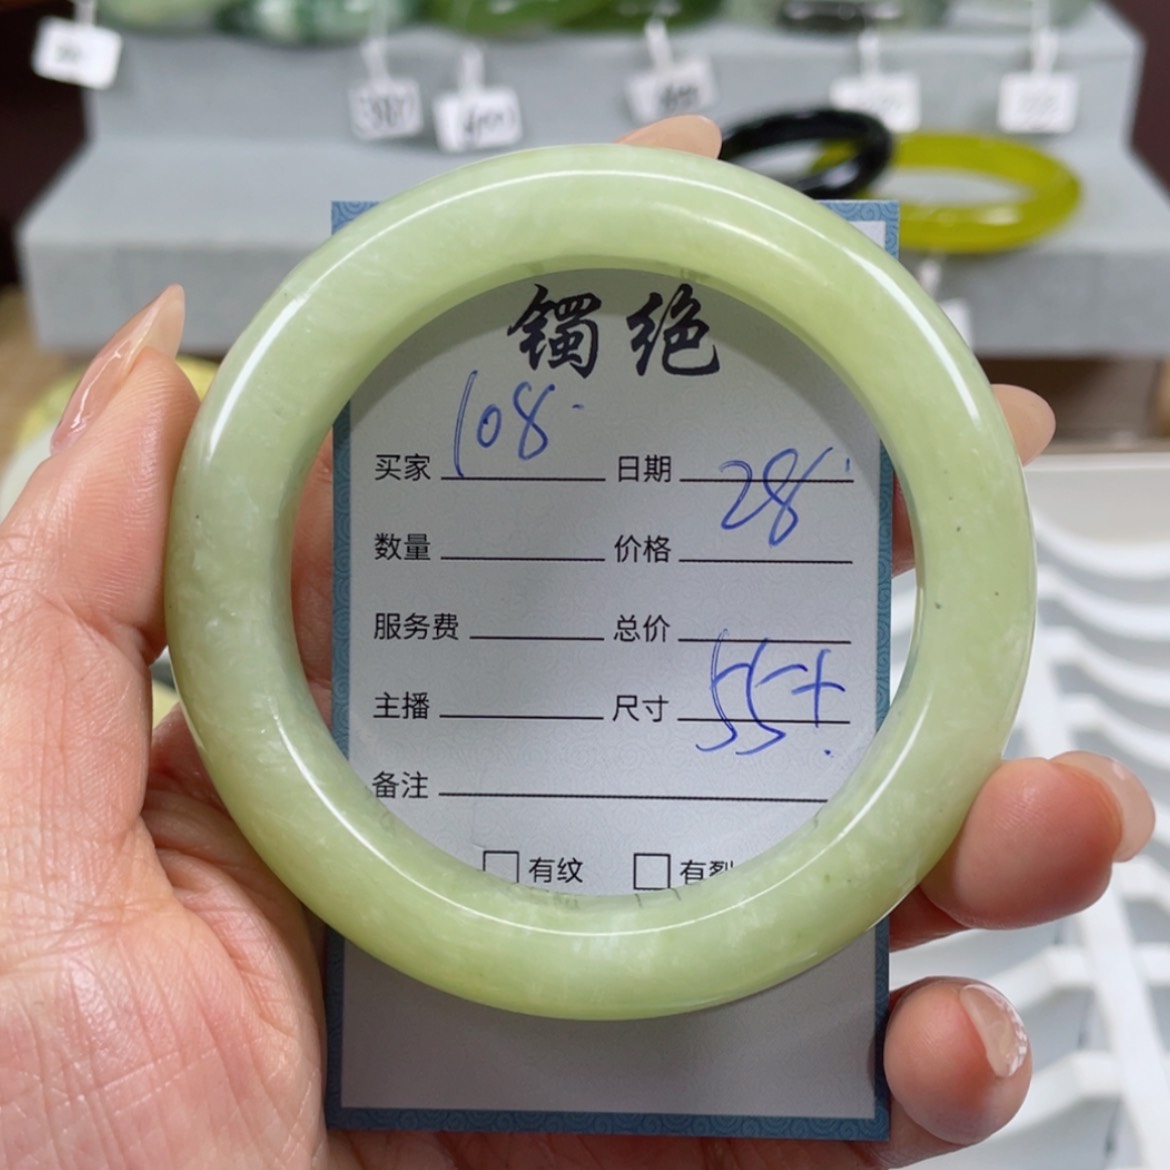 镯绝
108.
买家 日期 28'
数量 价格
服务费 总价
主播 尺寸 55+.
备注
有纹 有裂